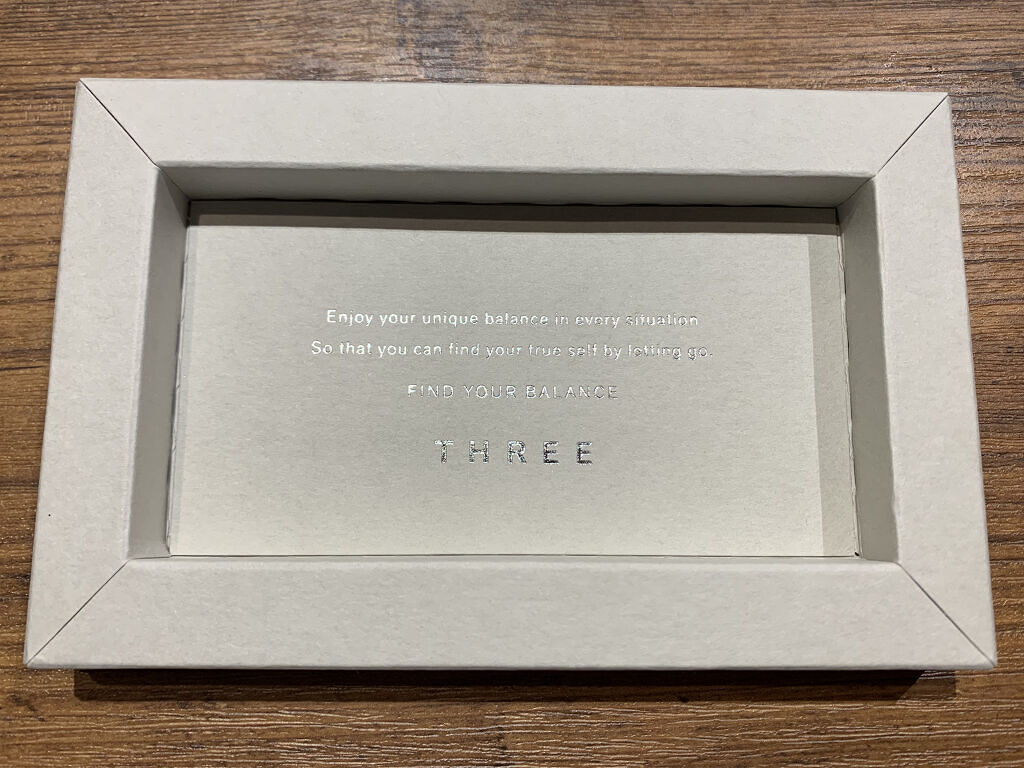 Enjoy your unique balance in every situation
So that you can find your true self by letting go.
FIND YOUR BALANCE
THREE